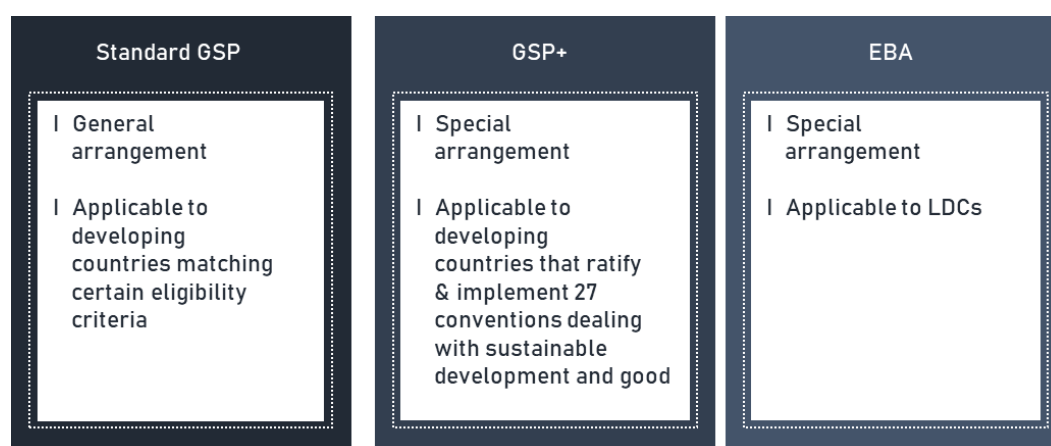 Standard GSP
| General
arrangement
| Applicable to
developing
countries matching
certain eligibility
criteria
GSP+
| Special
arrangement
| Applicable to
developing
countries that ratify
& implement 27
conventions dealing
with sustainable
development and good
EBA
| Special
arrangement
| Applicable to LDCs